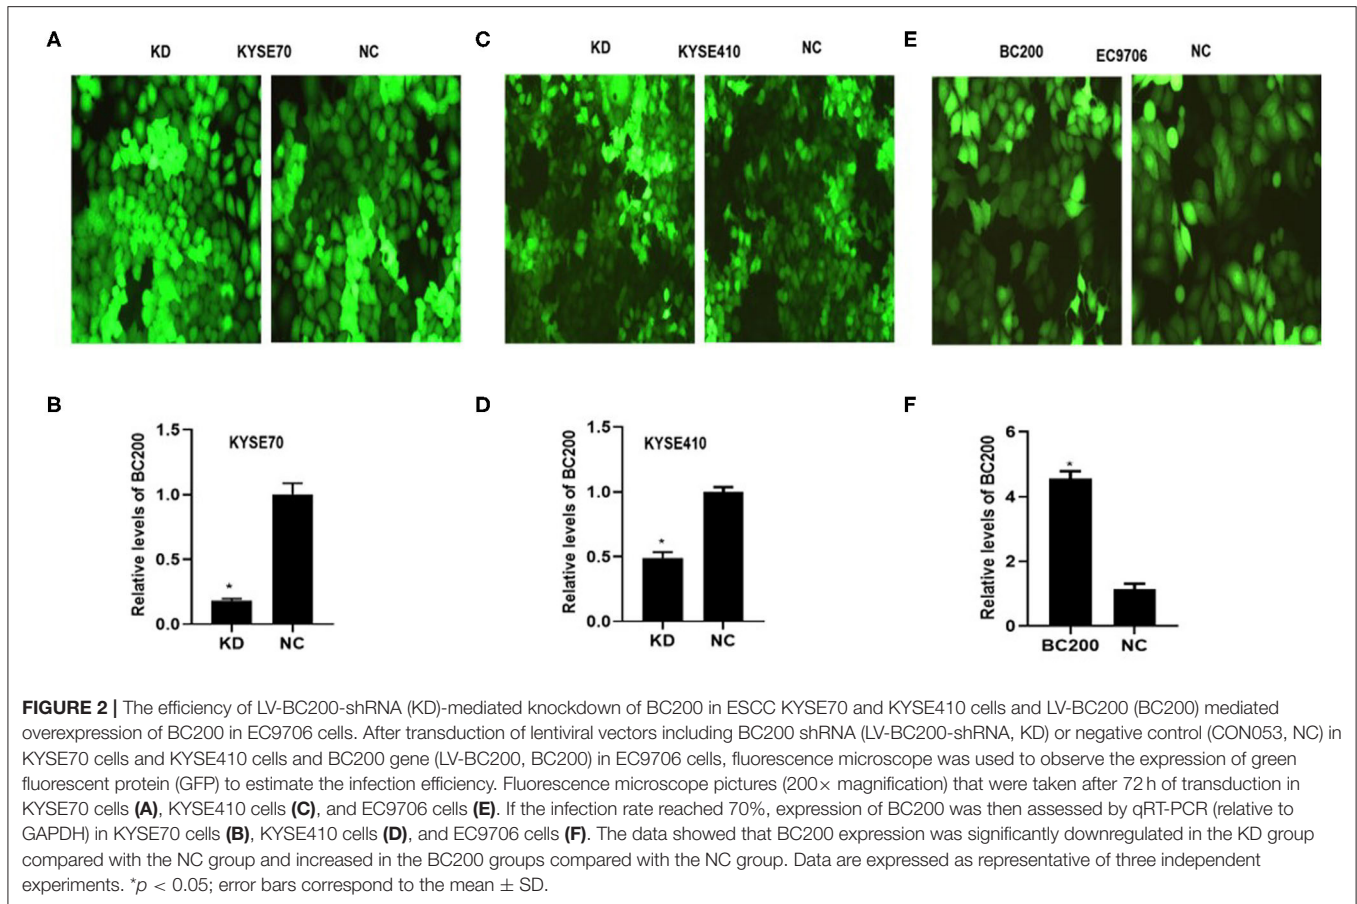 A
KD KYSE70 NC
C
KD KYSE410 NC
E
BC200 EC9706 NC
B
Relative levels of BC200
1.5
1.0
0.5
0.0
KYSE70
*
KD NC
D
Relative levels of BC200
1.5
1.0
0.5
0.0
KYSE410
*
KD NC
F
Relative levels of BC200
6
4
2
0
*
BC200 NC
FIGURE 2 | The efficiency of LV-BC200-shRNA (KD)-mediated knockdown of BC200 in ESCC KYSE70 and KYSE410 cells and LV-BC200 (BC200) mediated
overexpression of BC200 in EC9706 cells. After transduction of lentiviral vectors including BC200 shRNA (LV-BC200-shRNA, KD) or negative control (CON053, NC) in
KYSE70 cells and KYSE410 cells and BC200 gene (LV-BC200, BC200) in EC9706 cells, fluorescence microscope was used to observe the expression of green
fluorescent protein (GFP) to estimate the infection efficiency. Fluorescence microscope pictures (200× magnification) that were taken after 72 h of transduction in
KYSE70 cells (A), KYSE410 cells (C), and EC9706 cells (E). If the infection rate reached 70%, expression of BC200 was then assessed by qRT-PCR (relative to
GAPDH) in KYSE70 cells (B), KYSE410 cells (D), and EC9706 cells (F). The data showed that BC200 expression was significantly downregulated in the KD group
compared with the NC group and increased in the BC200 groups compared with the NC group. Data are expressed as representative of three independent
experiments. *p < 0.05; error bars correspond to the mean ± SD.